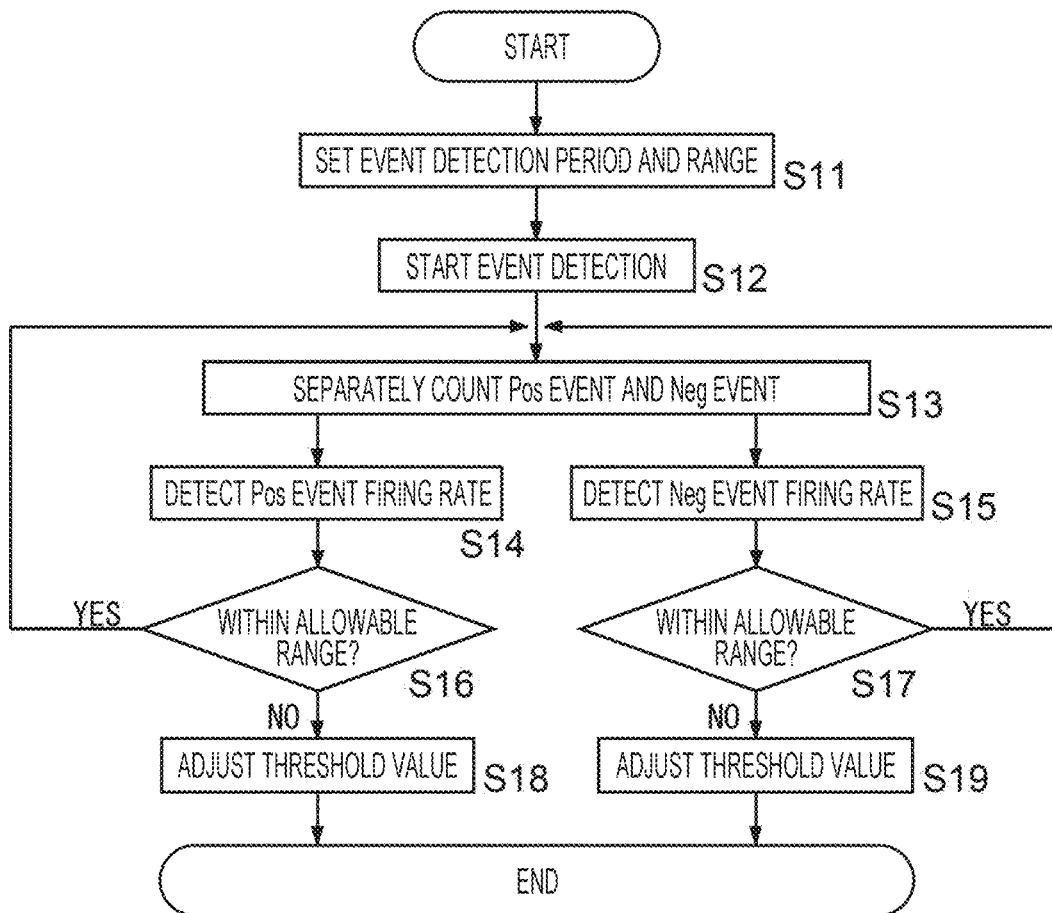 START
SET EVENT DETECTION PERIOD AND RANGE
S11
START EVENT DETECTION
S12
SEPARATELY COUNT Pos EVENT AND Neg EVENT
S13
DETECT Pos EVENT FIRING RATE
S14
DETECT Neg EVENT FIRING RATE
S15
YES
WITHIN ALLOWABLE
RANGE?
S16
WITHIN ALLOWABLE
RANGE?
YES
S17
NO
NO
ADJUST THRESHOLD VALUE
S18
ADJUST THRESHOLD VALUE
S19
END